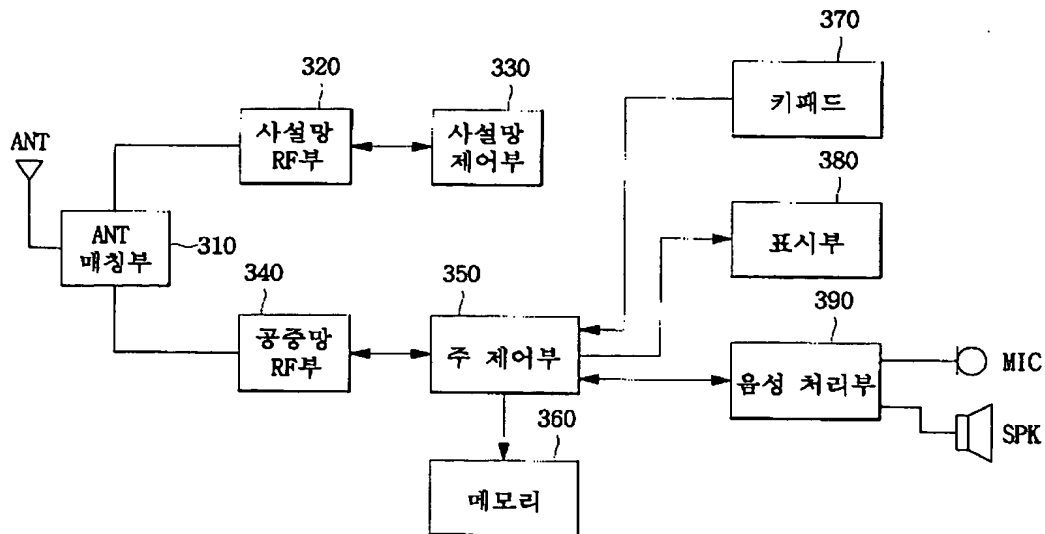 370
320
330
키패드
ANT
사설망
RF부
사설망
제어부
380
ANT
매칭부
310
표시부
340
350
390
공중망
RF부
주 제어부
음성 처리부
MIC
360
SPK
메모리